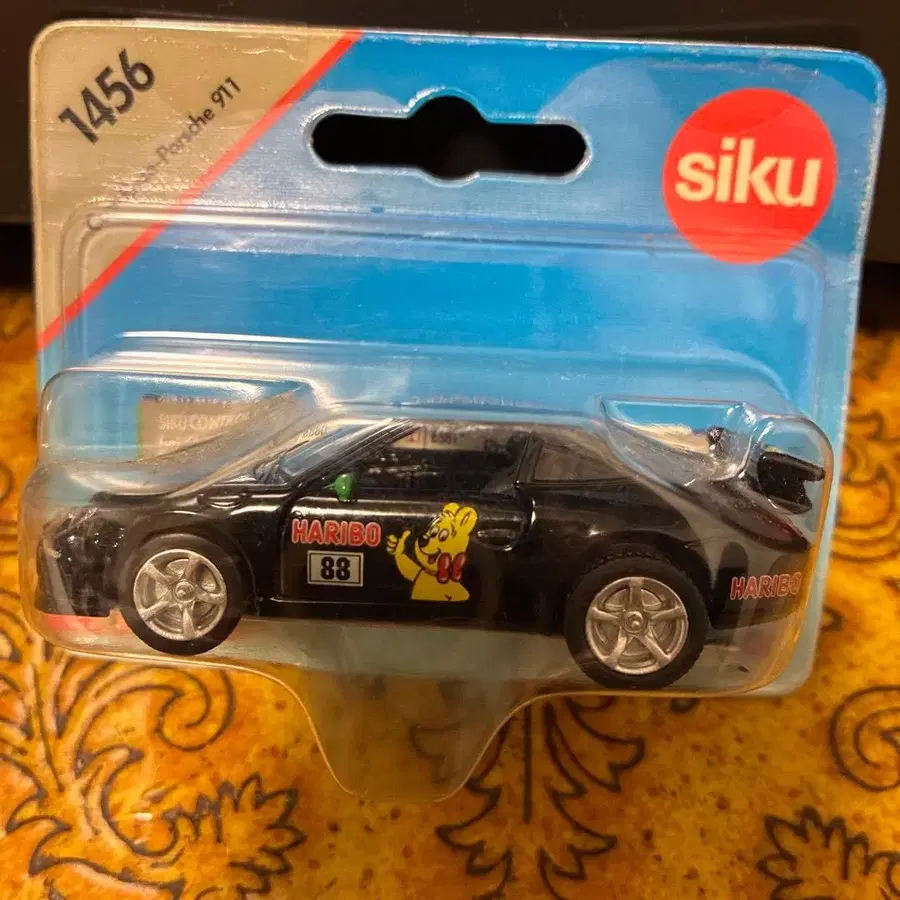 1456
Porsche 911
siku
SIKU CONTROL
HARIBO
88
HARIBO